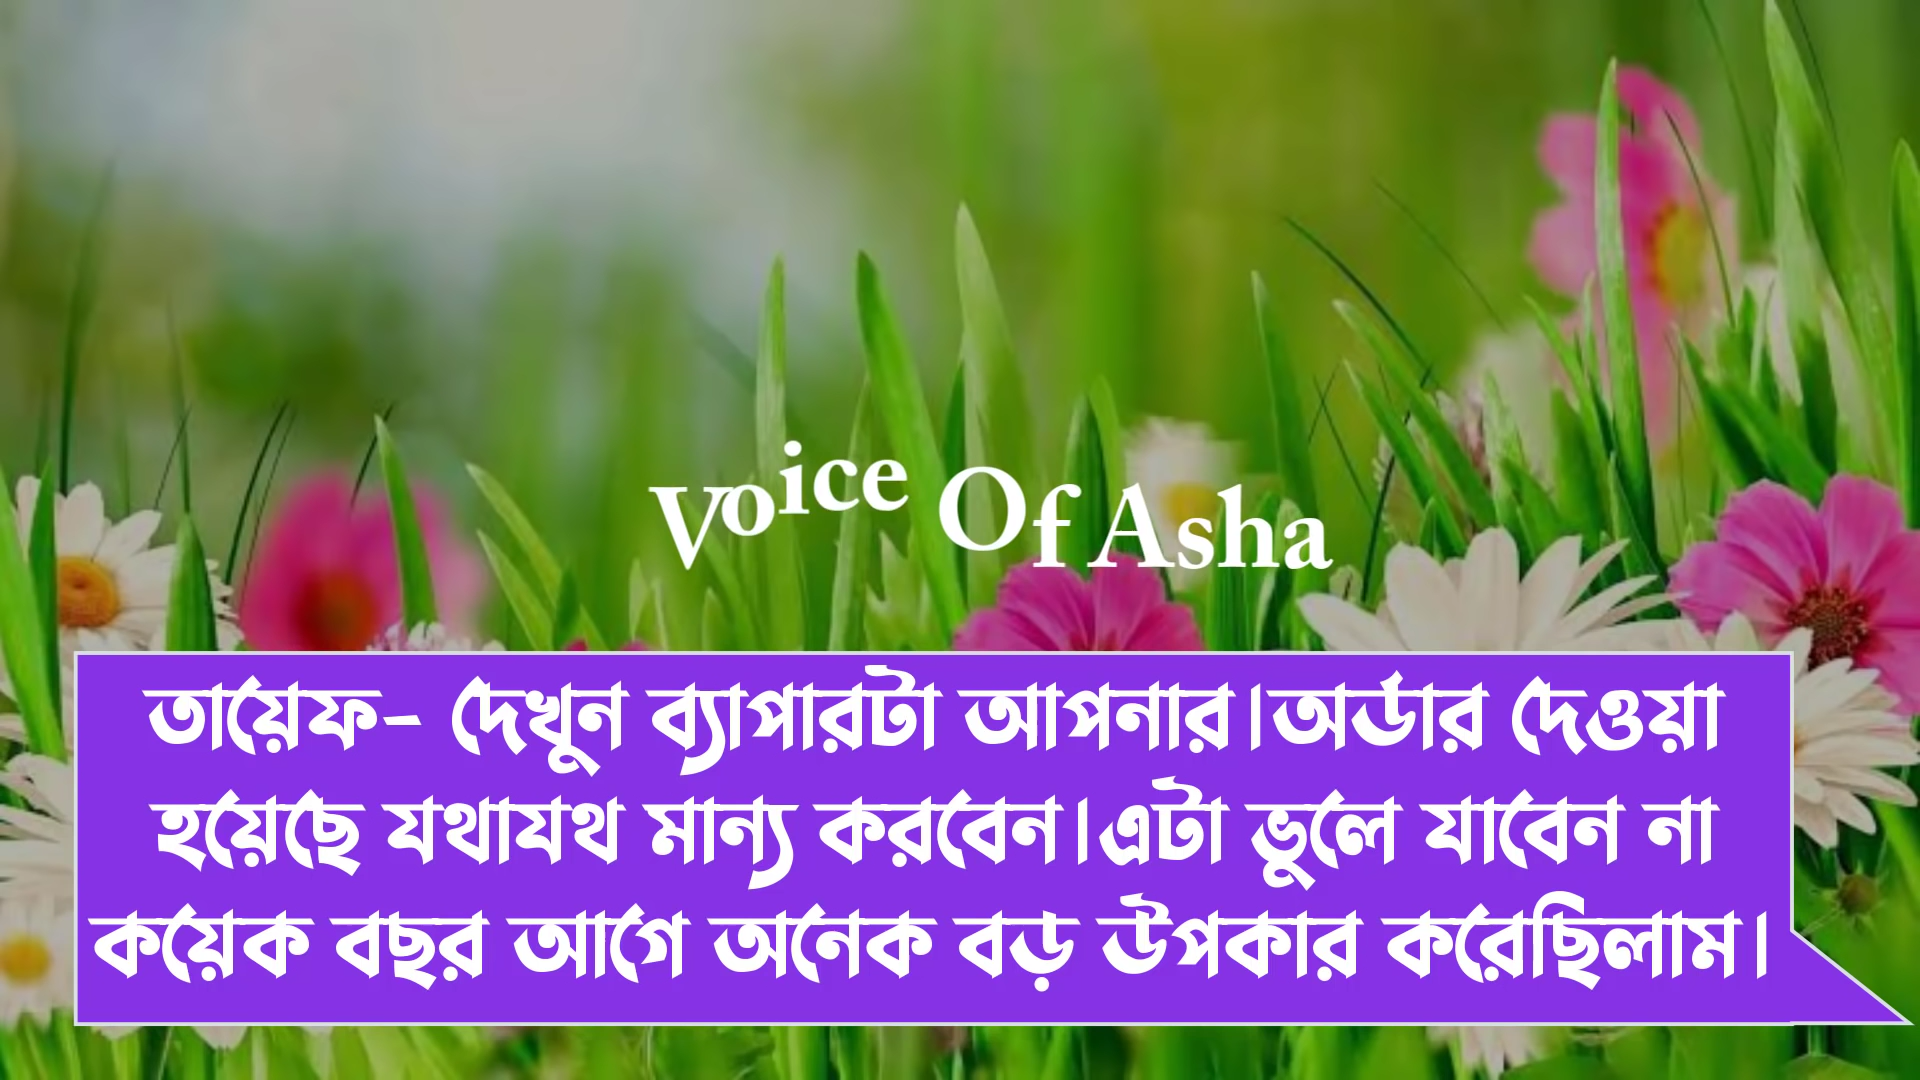 Voice Of Asha
তায়েফ- দেখুন ব্যাপারটা আপনার।অর্ডার দেওয়া
হয়েছে যথাযথ মান্য করবেন।এটা ভুলে যাবেন না
কয়েক বছর আগে অনেক বড় উপকার করেছিলাম।